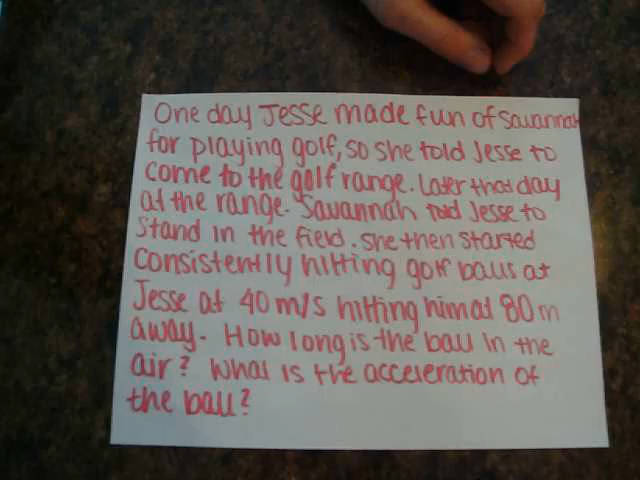 One day Jesse made fun of Savannah
for playing golf, so she told Jesse to
come to the golf range. Later that day
at the range. Savannah told Jesse to
stand in the field. She then started
consistently hitting golf balls at
Jesse at 40 m/s hitting him at 80 m
away. How long is the ball in the
air? What is the acceleration of
the ball?